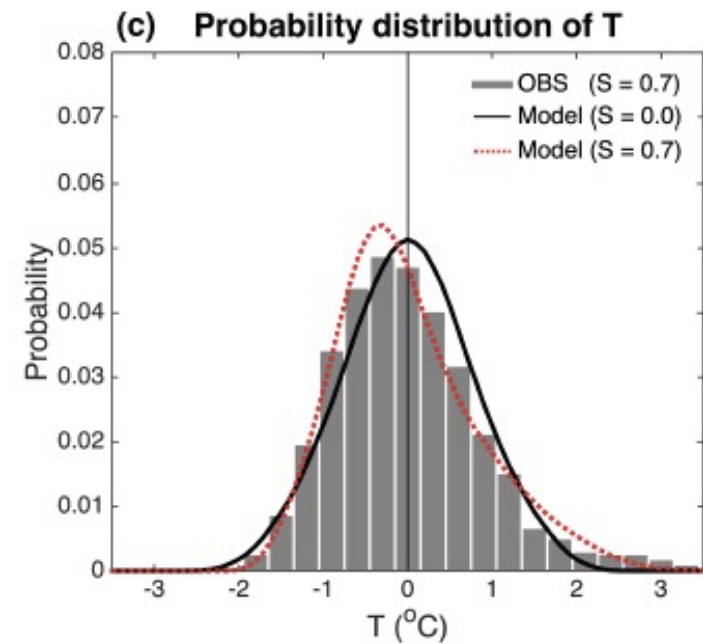 (c) Probability distribution of T
0.08
OBS (S = 0.7)
0.07
Model (S = 0.0)
Model (S = 0.7)
0.06
0.05
0.04
0.03
0.02
0.01
0
Probability
-3 -2 -1 0 1 2 3
T (°C)